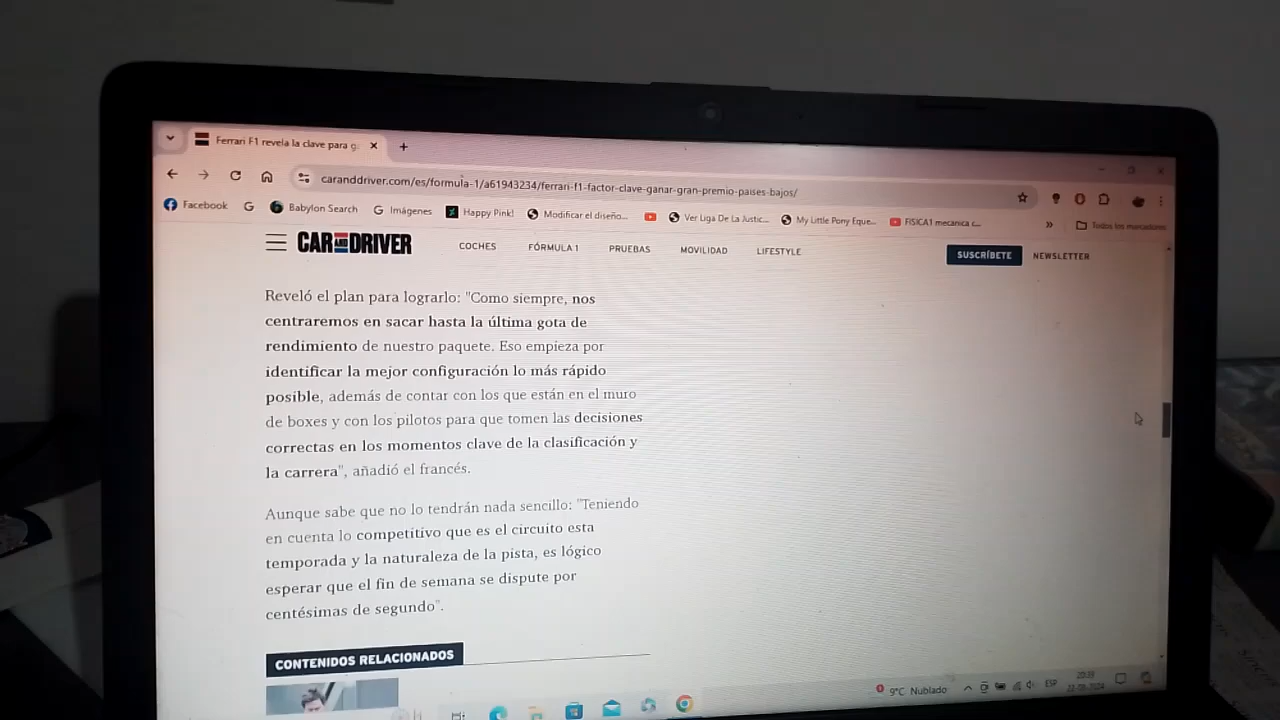 Ferrari F1 revela la clave para g
caranddriver.com/es/formula-1/a61943234/ferrari-f1-factor-clave-ganar-gran-premio-paises-bajos/
Facebook
Babylon Search
Imágenes
Happy Pink!
Modificar el diseño...
Ver Liga De La Justic...
My Little Pony Eque...
FISICA1 mecanica c...
»
Todos los marcadores
CAR AND DRIVER
COCHES
FÓRMULA 1
PRUEBAS
MOVILIDAD
LIFESTYLE
SUSCRÍBETE
NEWSLETTER
Reveló el plan para lograrlo: "Como siempre, nos
centraremos en sacar hasta la última gota de
rendimiento de nuestro paquete. Eso empieza por
identificar la mejor configuración lo más rápido
posible, además de contar con los que están en el muro
de boxes y con los pilotos para que tomen las decisiones
correctas en los momentos clave de la clasificación y
la carrera", añadió el francés.
Aunque sabe que no lo tendrán nada sencillo: "Teniendo
en cuenta lo competitivo que es el circuito esta
temporada y la naturaleza de la pista, es lógico
esperar que el fin de semana se dispute por
centésimas de segundo".
CONTENIDOS RELACIONADOS
9°C Nublado
ESP